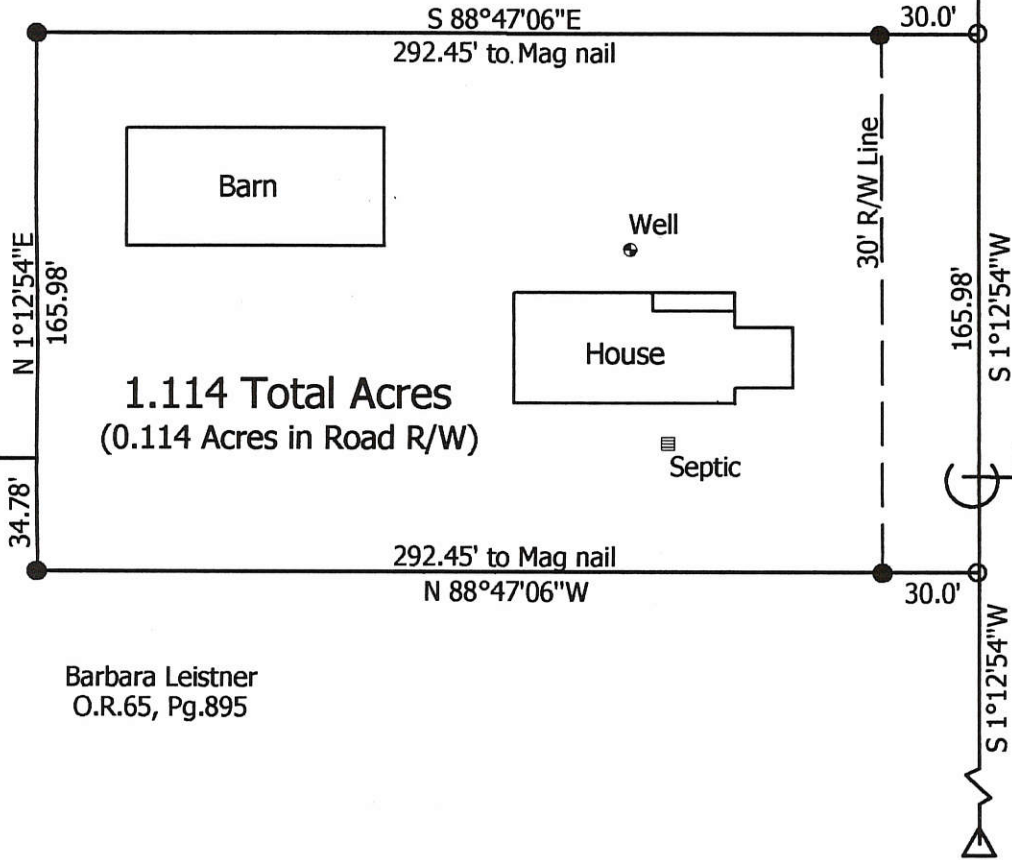 S 88°47'06"E
30.0'
292.45' to Mag nail
Barn
30' R/W Line
Well
N 1°12'54"E
165.98'
165.98'
S 1°12'54"W
House
1.114 Total Acres
(0.114 Acres in Road R/W)
Septic
34.78'
292.45' to Mag nail
N 88°47'06"W
30.0'
Barbara Leistner
O.R.65, Pg.895
S 1°12'54"W